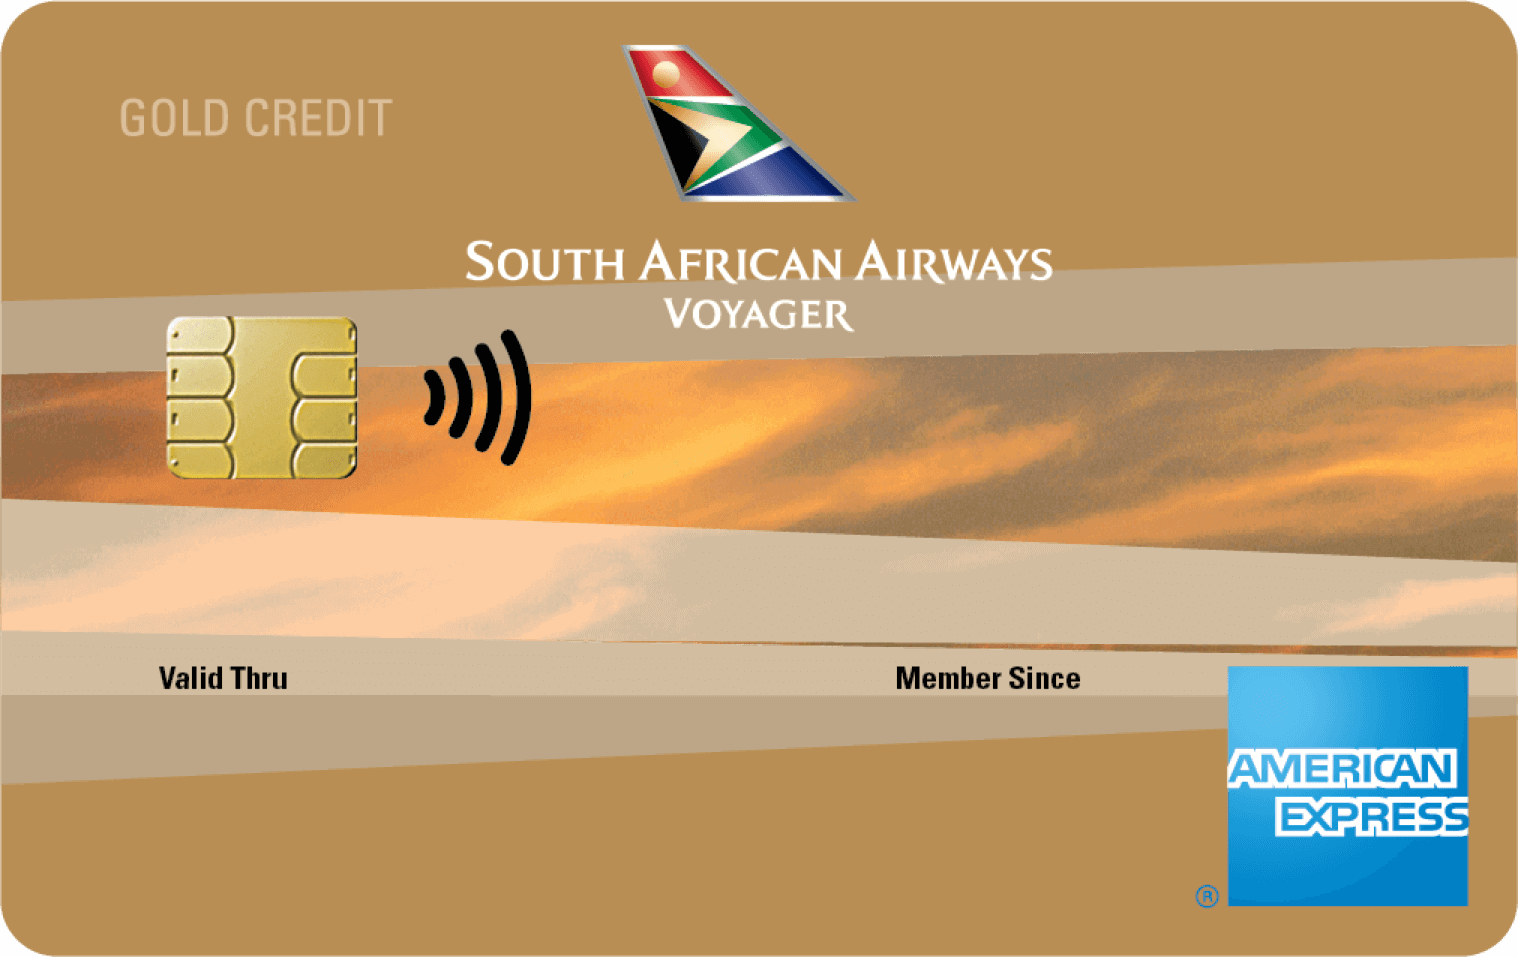 GOLD CREDIT
SOUTH AFRICAN AIRWAYS
VOYAGER
Valid Thru
Member Since
AMERICAN
EXPRESS
®